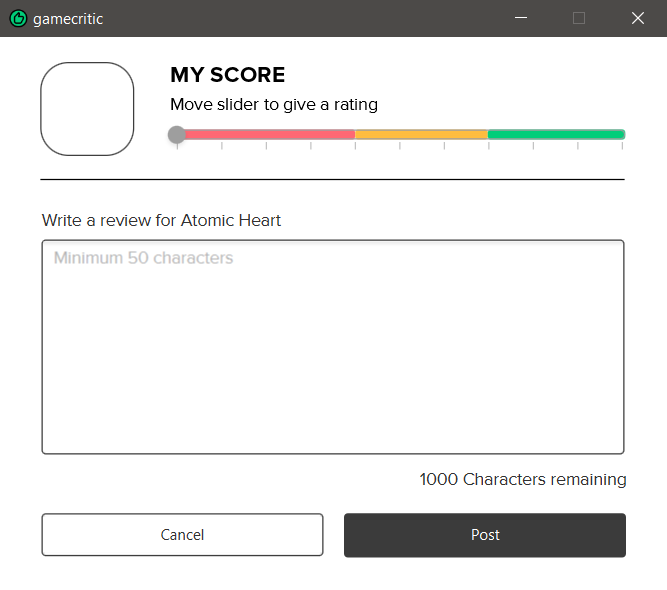 gamecritic
MY SCORE
Move slider to give a rating
Write a review for Atomic Heart
Minimum 50 characters
1000 Characters remaining
Cancel
Post